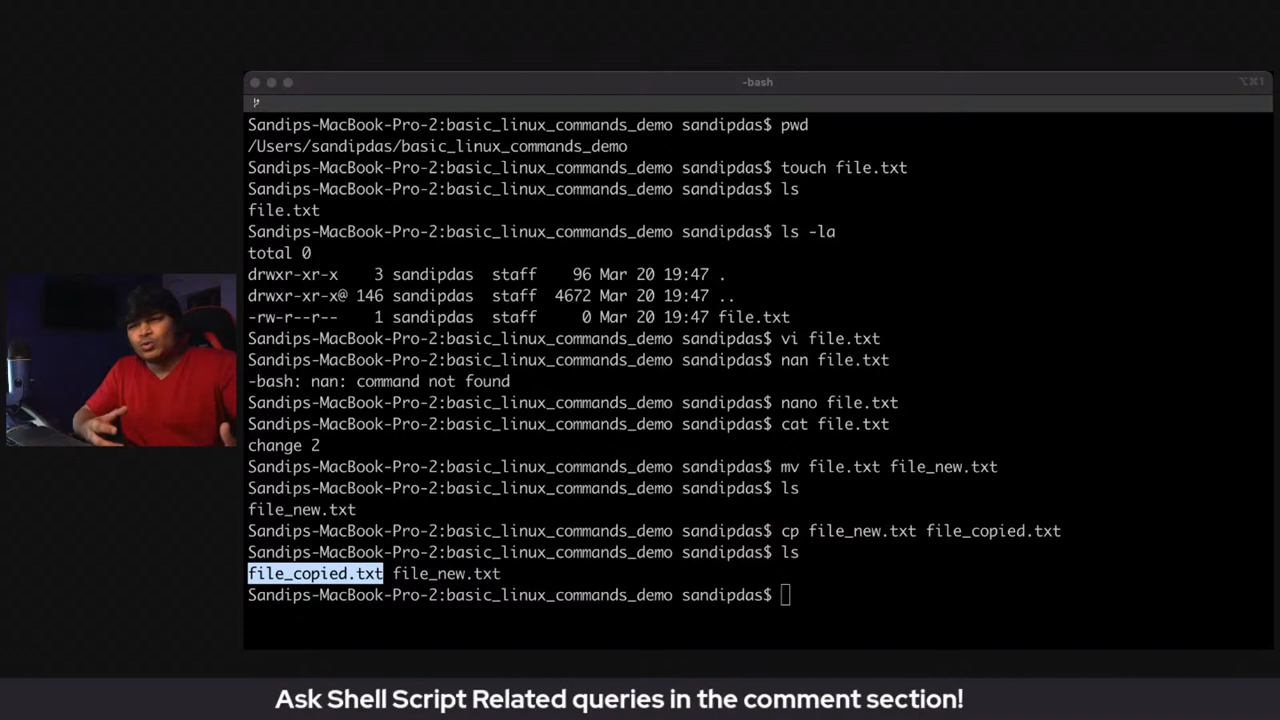 -bash
⌥⌘1
Sandips-MacBook-Pro-2:basic_linux_commands_demo sandipdas$ pwd
/Users/sandipdas/basic_linux_commands_demo
Sandips-MacBook-Pro-2:basic_linux_commands_demo sandipdas$ touch file.txt
Sandips-MacBook-Pro-2:basic_linux_commands_demo sandipdas$ ls
file.txt
Sandips-MacBook-Pro-2:basic_linux_commands_demo sandipdas$ ls -la
total 0
drwxr-xr-x    3 sandipdas  staff    96 Mar 20 19:47 .
drwxr-xr-x@ 146 sandipdas  staff  4672 Mar 20 19:47 ..
-rw-r--r--    1 sandipdas  staff     0 Mar 20 19:47 file.txt
Sandips-MacBook-Pro-2:basic_linux_commands_demo sandipdas$ vi file.txt
Sandips-MacBook-Pro-2:basic_linux_commands_demo sandipdas$ nan file.txt
-bash: nan: command not found
Sandips-MacBook-Pro-2:basic_linux_commands_demo sandipdas$ nano file.txt
Sandips-MacBook-Pro-2:basic_linux_commands_demo sandipdas$ cat file.txt
change 2
Sandips-MacBook-Pro-2:basic_linux_commands_demo sandipdas$ mv file.txt file_new.txt
Sandips-MacBook-Pro-2:basic_linux_commands_demo sandipdas$ ls
file_new.txt
Sandips-MacBook-Pro-2:basic_linux_commands_demo sandipdas$ cp file_new.txt file_copied.txt
Sandips-MacBook-Pro-2:basic_linux_commands_demo sandipdas$ ls
file_copied.txt file_new.txt
Sandips-MacBook-Pro-2:basic_linux_commands_demo sandipdas$
Ask Shell Script Related queries in the comment section!